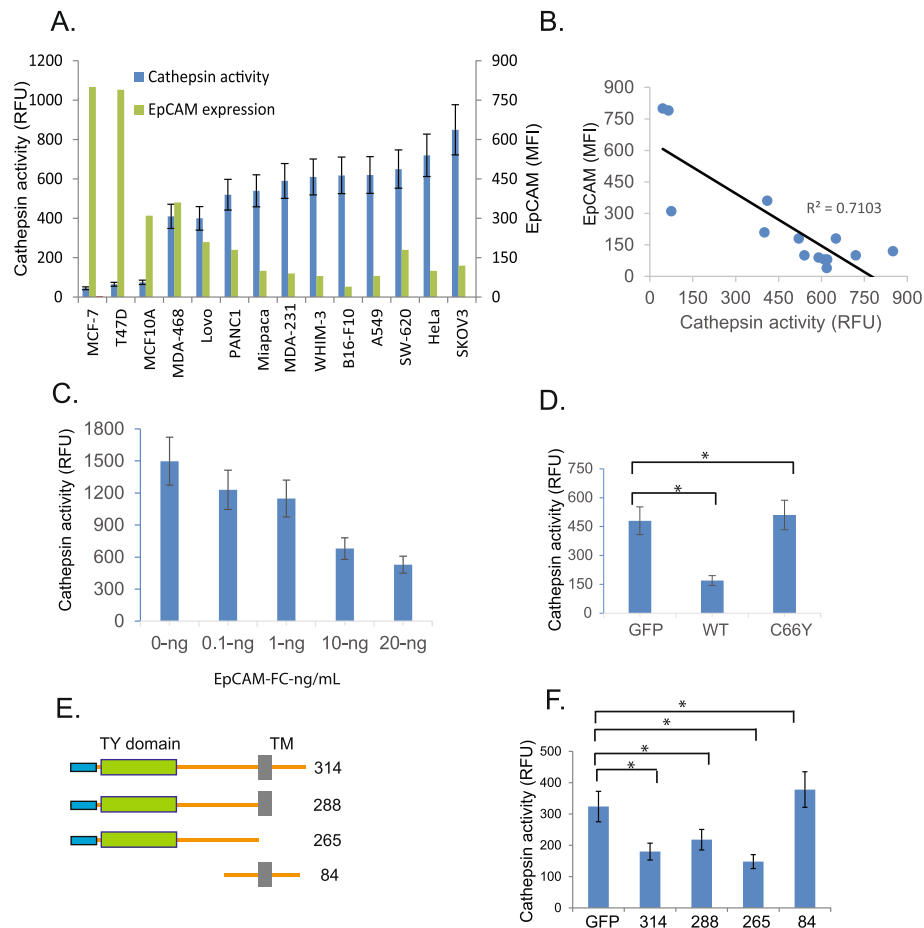 A.
Cathepsin activity (RFU)
1200
1000
800
600
400
200
0
Cathepsin activity
EpCAM expression
900
750
600
450
300
150
0
EpCAM (MFI)
MCF-7
T47D
MCF10A
MDA-468
Lovo
PANC1
Miapaca
MDA-231
WHIM-3
B16-F10
A549
SW-620
HeLa
SKOV3
B.
EpCAM (MFI)
900
750
600
450
300
150
0
R² = 0.7103
0 150 300 450 600 750 900
Cathepsin activity (RFU)
C.
Cathepsin activity (RFU)
1800
1500
1200
900
600
300
0
0-ng 0.1-ng 1-ng 10-ng 20-ng
EpCAM-FC-ng/mL
D.
Cathepsin activity (RFU)
750
600
450
300
150
0
*
*
GFP WT C66Y
E.
TY domain TM
314
288
265
84
F.
Cathepsin activity (RFU)
500
400
300
200
100
0
*
*
*
*
GFP 314 288 265 84